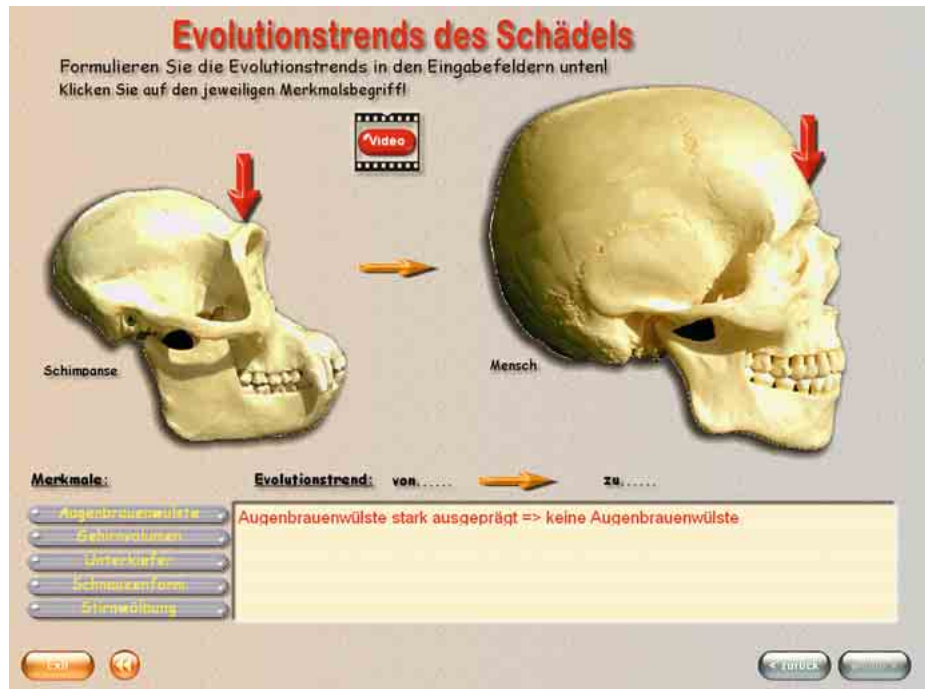 Evolutionstrends des Schädels
Formulieren Sie die Evolutionstrends in den Eingabefeldern unten!
Klicken Sie auf den jeweiligen Merkmalsbegriff!
Video
Schimpanse
Mensch
Merkmale:
Evolutionstrend: von...... zu......
Augenbrauenwülste
Augenbrauenwülste stark ausgeprägt => keine Augenbrauenwülste
Gehirnvolumen
Unterkiefer
Schnauzenform
Stirnwölbung
Exit
< zurück